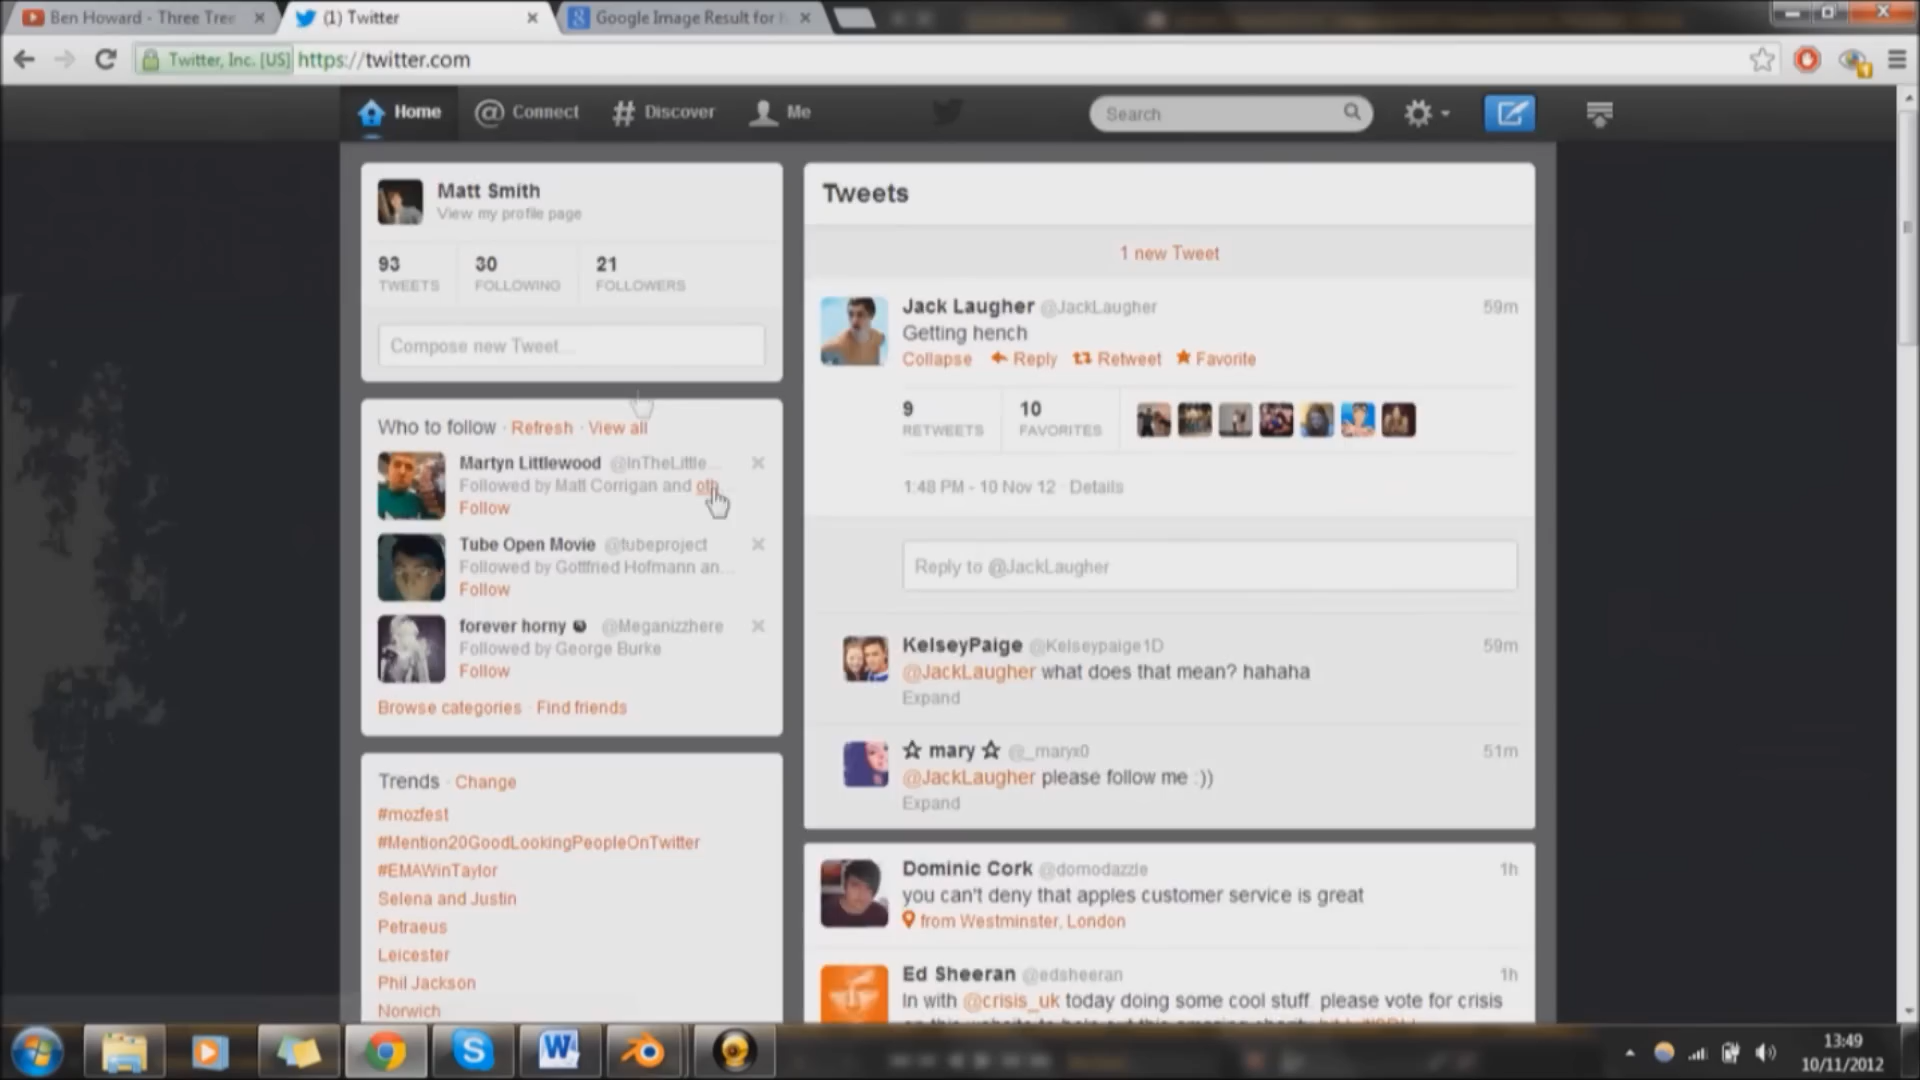 Ben Howard - Three Tree
(1) Twitter
Google Image Result for
Twitter, Inc. [US] https://twitter.com
Home
Connect
Discover
Me
Search
Matt Smith
View my profile page
93 TWEETS
30 FOLLOWING
21 FOLLOWERS
Compose new Tweet...
Who to follow · Refresh · View all
Martyn Littlewood @InTheLittle...
Followed by Matt Corrigan and oth...
Follow
Tube Open Movie @tubeproject
Followed by Gottfried Hofmann an...
Follow
forever horny @Meganizzhere
Followed by George Burke
Follow
Browse categories · Find friends
Trends · Change
#mozfest
#Mention20GoodLookingPeopleOnTwitter
#EMAWinTaylor
Selena and Justin
Petraeus
Leicester
Phil Jackson
Norwich
Tweets
1 new Tweet
Jack Laugher @JackLaugher 59m
Getting hench
Collapse Reply Retweet Favorite
9 RETWEETS
10 FAVORITES
1:48 PM - 10 Nov 12 · Details
Reply to @JackLaugher
KelseyPaige @Kelseypaige1D 59m
@JackLaugher what does that mean? hahaha
Expand
☆ mary ☆ @_maryx0 51m
@JackLaugher please follow me :))
Expand
Dominic Cork @domodazzle 1h
you can't deny that apples customer service is great
from Westminster, London
Ed Sheeran @edsheeran 1h
In with @crisis_uk today doing some cool stuff. please vote for crisis
13:49
10/11/2012